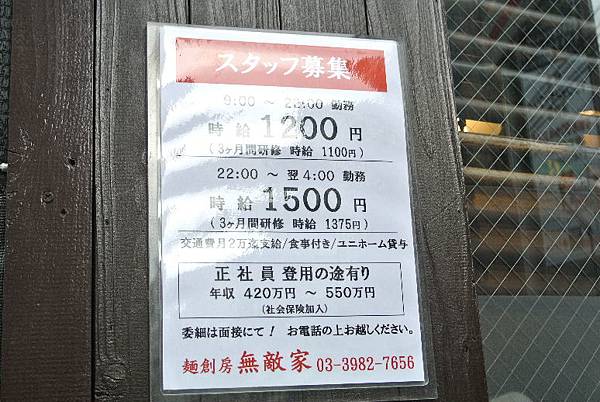 スタッフ募集
9:00 ～ 22:00 勤務
時 給 1200 円
( 3ヶ月間研修 時給 1100円 )
22:00 ～ 翌 4:00 勤務
時 給 1500 円
( 3ヶ月間研修 時給 1375円 )
交通費月2万迄支給/食事付き/ユニホーム貸与
正 社 員 登用の途有り
年収 420万円 ～ 550万円
(社会保険加入)
委細は面接にて! お電話の上お越しください。
麺創房 無敵家 03-3982-7656